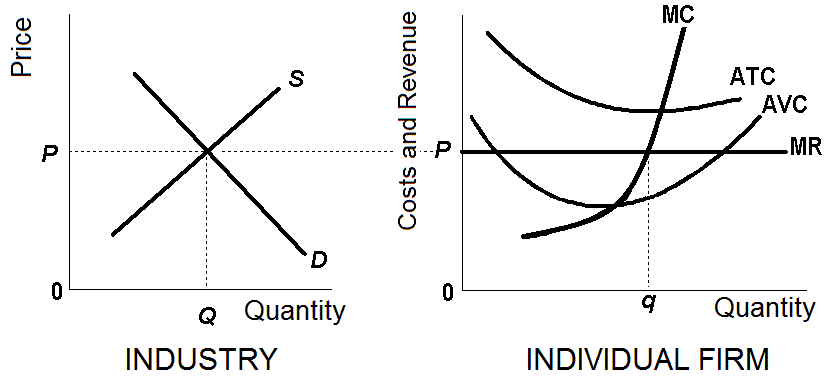 Price
S
P
D
0
Q
Quantity
INDUSTRY
Costs and Revenue
MC
ATC
AVC
P
MR
0
q
Quantity
INDIVIDUAL FIRM